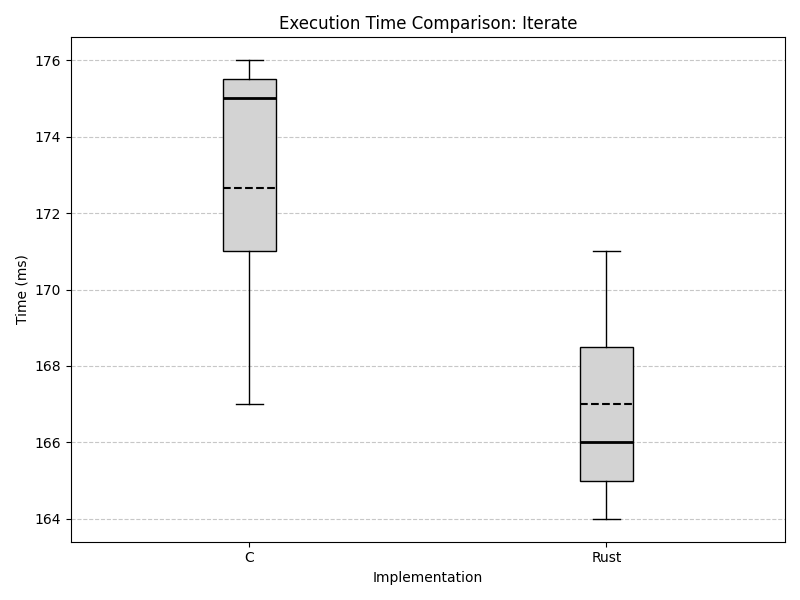 Execution Time Comparison: Iterate
176
174
172
170
168
166
164
Time (ms)
C
Rust
Implementation